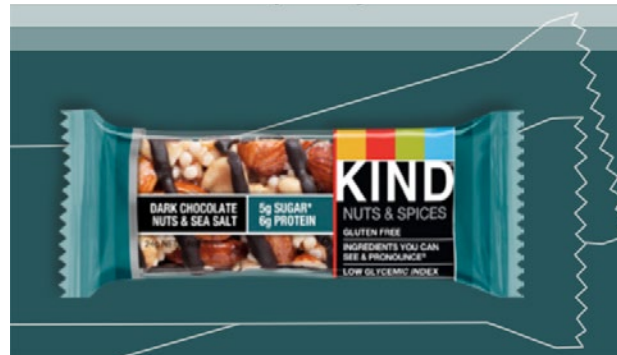 DARK CHOCOLATE
NUTS & SEA SALT
5g SUGAR*
6g PROTEIN
KIND
NUTS & SPICES
GLUTEN FREE
INGREDIENTS YOU CAN
SEE & PRONOUNCE®
LOW GLYCEMIC INDEX